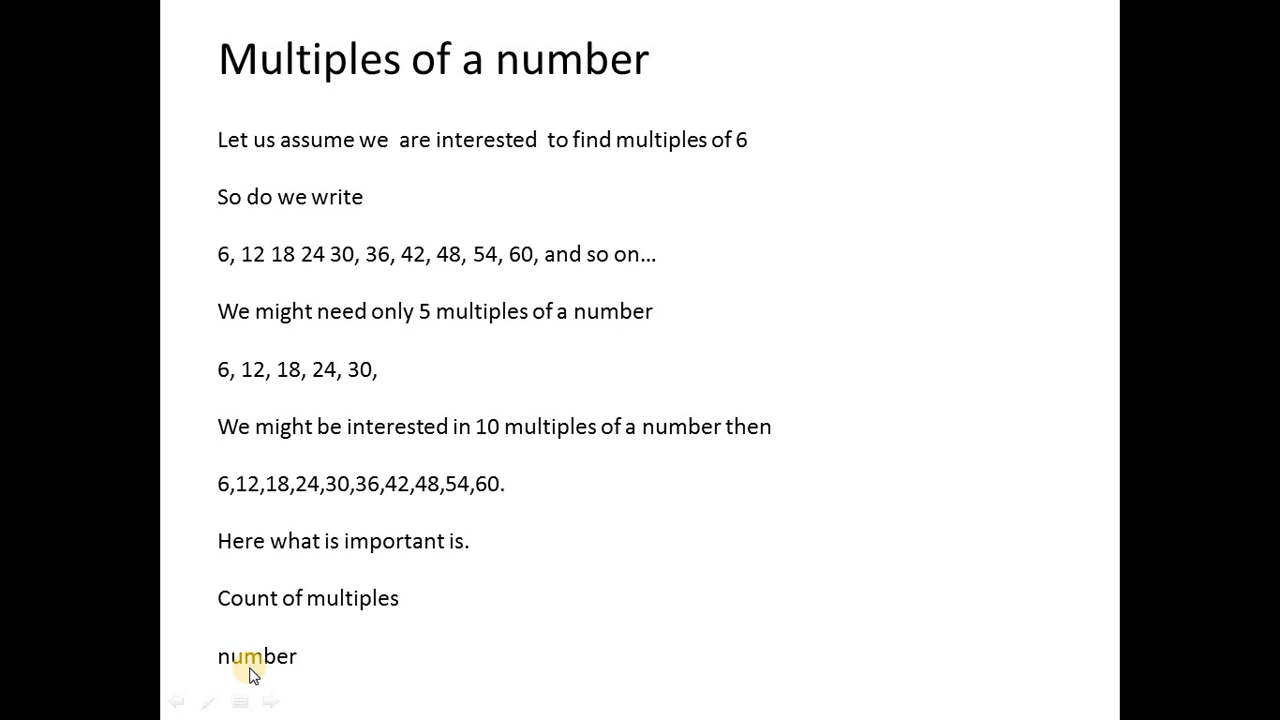 Multiples of a number
Let us assume we  are interested  to find multiples of 6
So do we write
6, 12 18 24 30, 36, 42, 48, 54, 60, and so on…
We might need only 5 multiples of a number
6, 12, 18, 24, 30,
We might be interested in 10 multiples of a number then
6,12,18,24,30,36,42,48,54,60.
Here what is important is.
Count of multiples
number